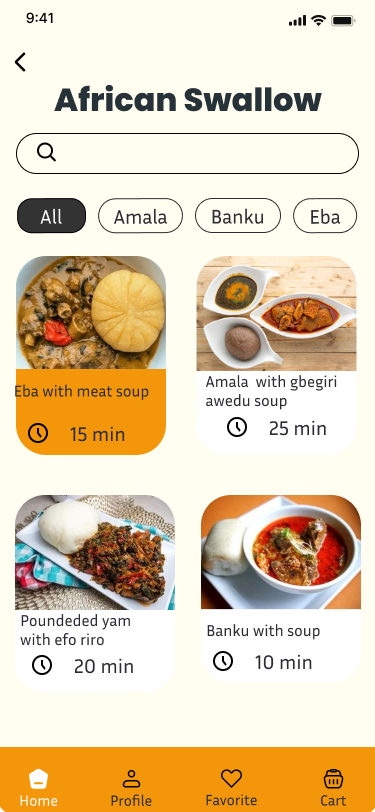 9:41
African Swallow
All
Amala
Banku
Eba
Eba with meat soup
15 min
Amala with gbegiri
awedu soup
25 min
Poundeded yam
with efo riro
20 min
Banku with soup
10 min
Home
Profile
Favorite
Cart